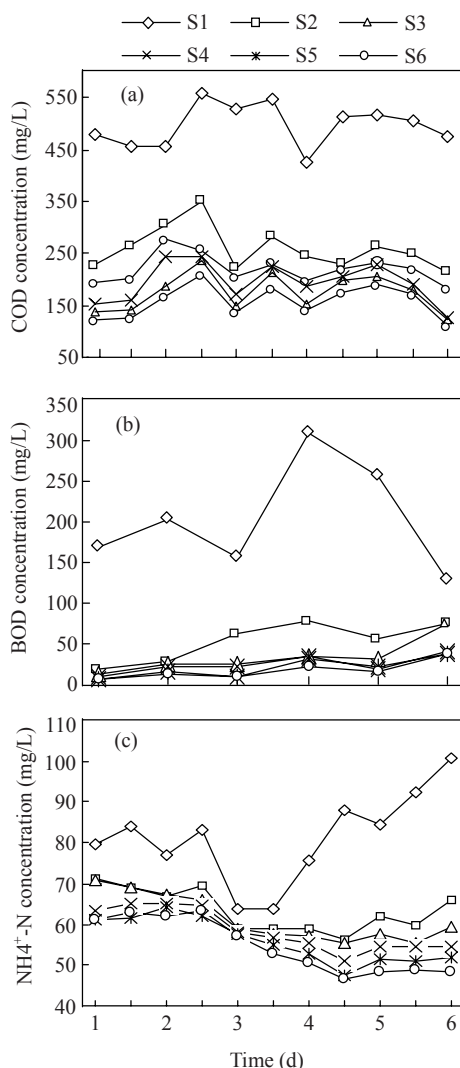 S1 S2 S3
S4 S5 S6
(a)
COD concentration (mg/L)
550
450
350
250
150
50
(b)
BOD concentration (mg/L)
350
300
250
200
150
100
50
0
(c)
NH4+-N concentration (mg/L)
110
100
90
80
70
60
50
40
1 2 3 4 5 6
Time (d)